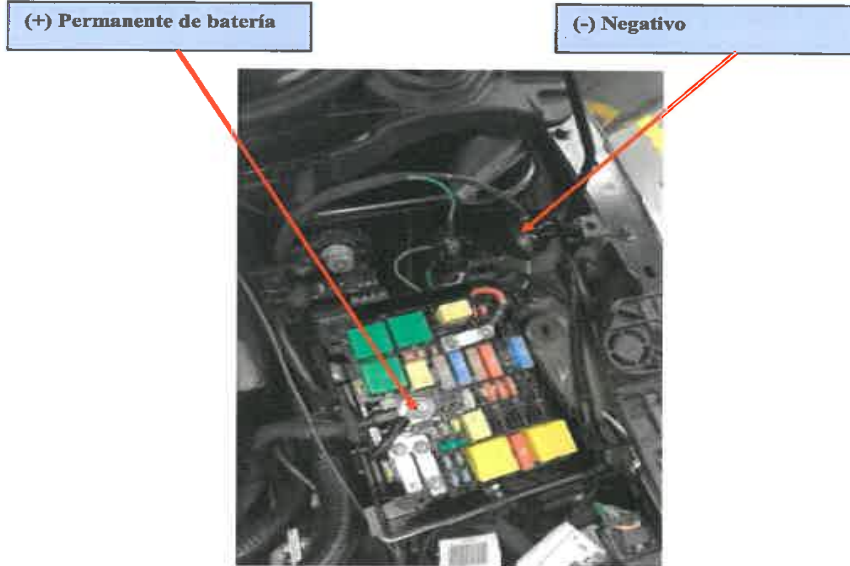 (+) Permanente de batería
(-) Negativo